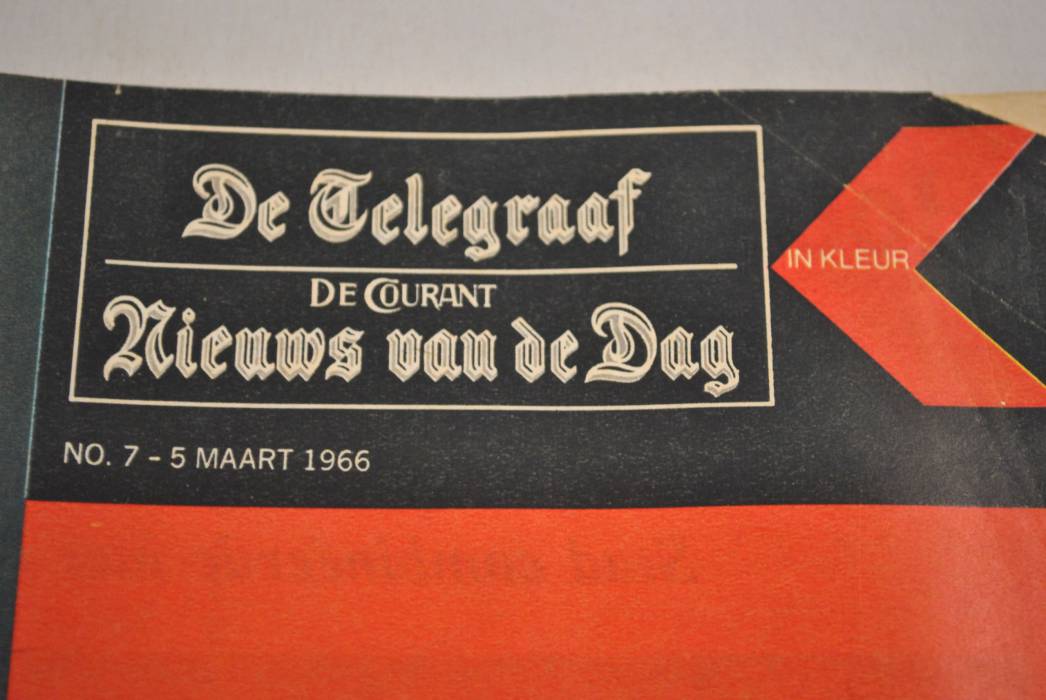 De Telegraaf
DE COURANT
Nieuws van de Dag
IN KLEUR
NO. 7 - 5 MAART 1966